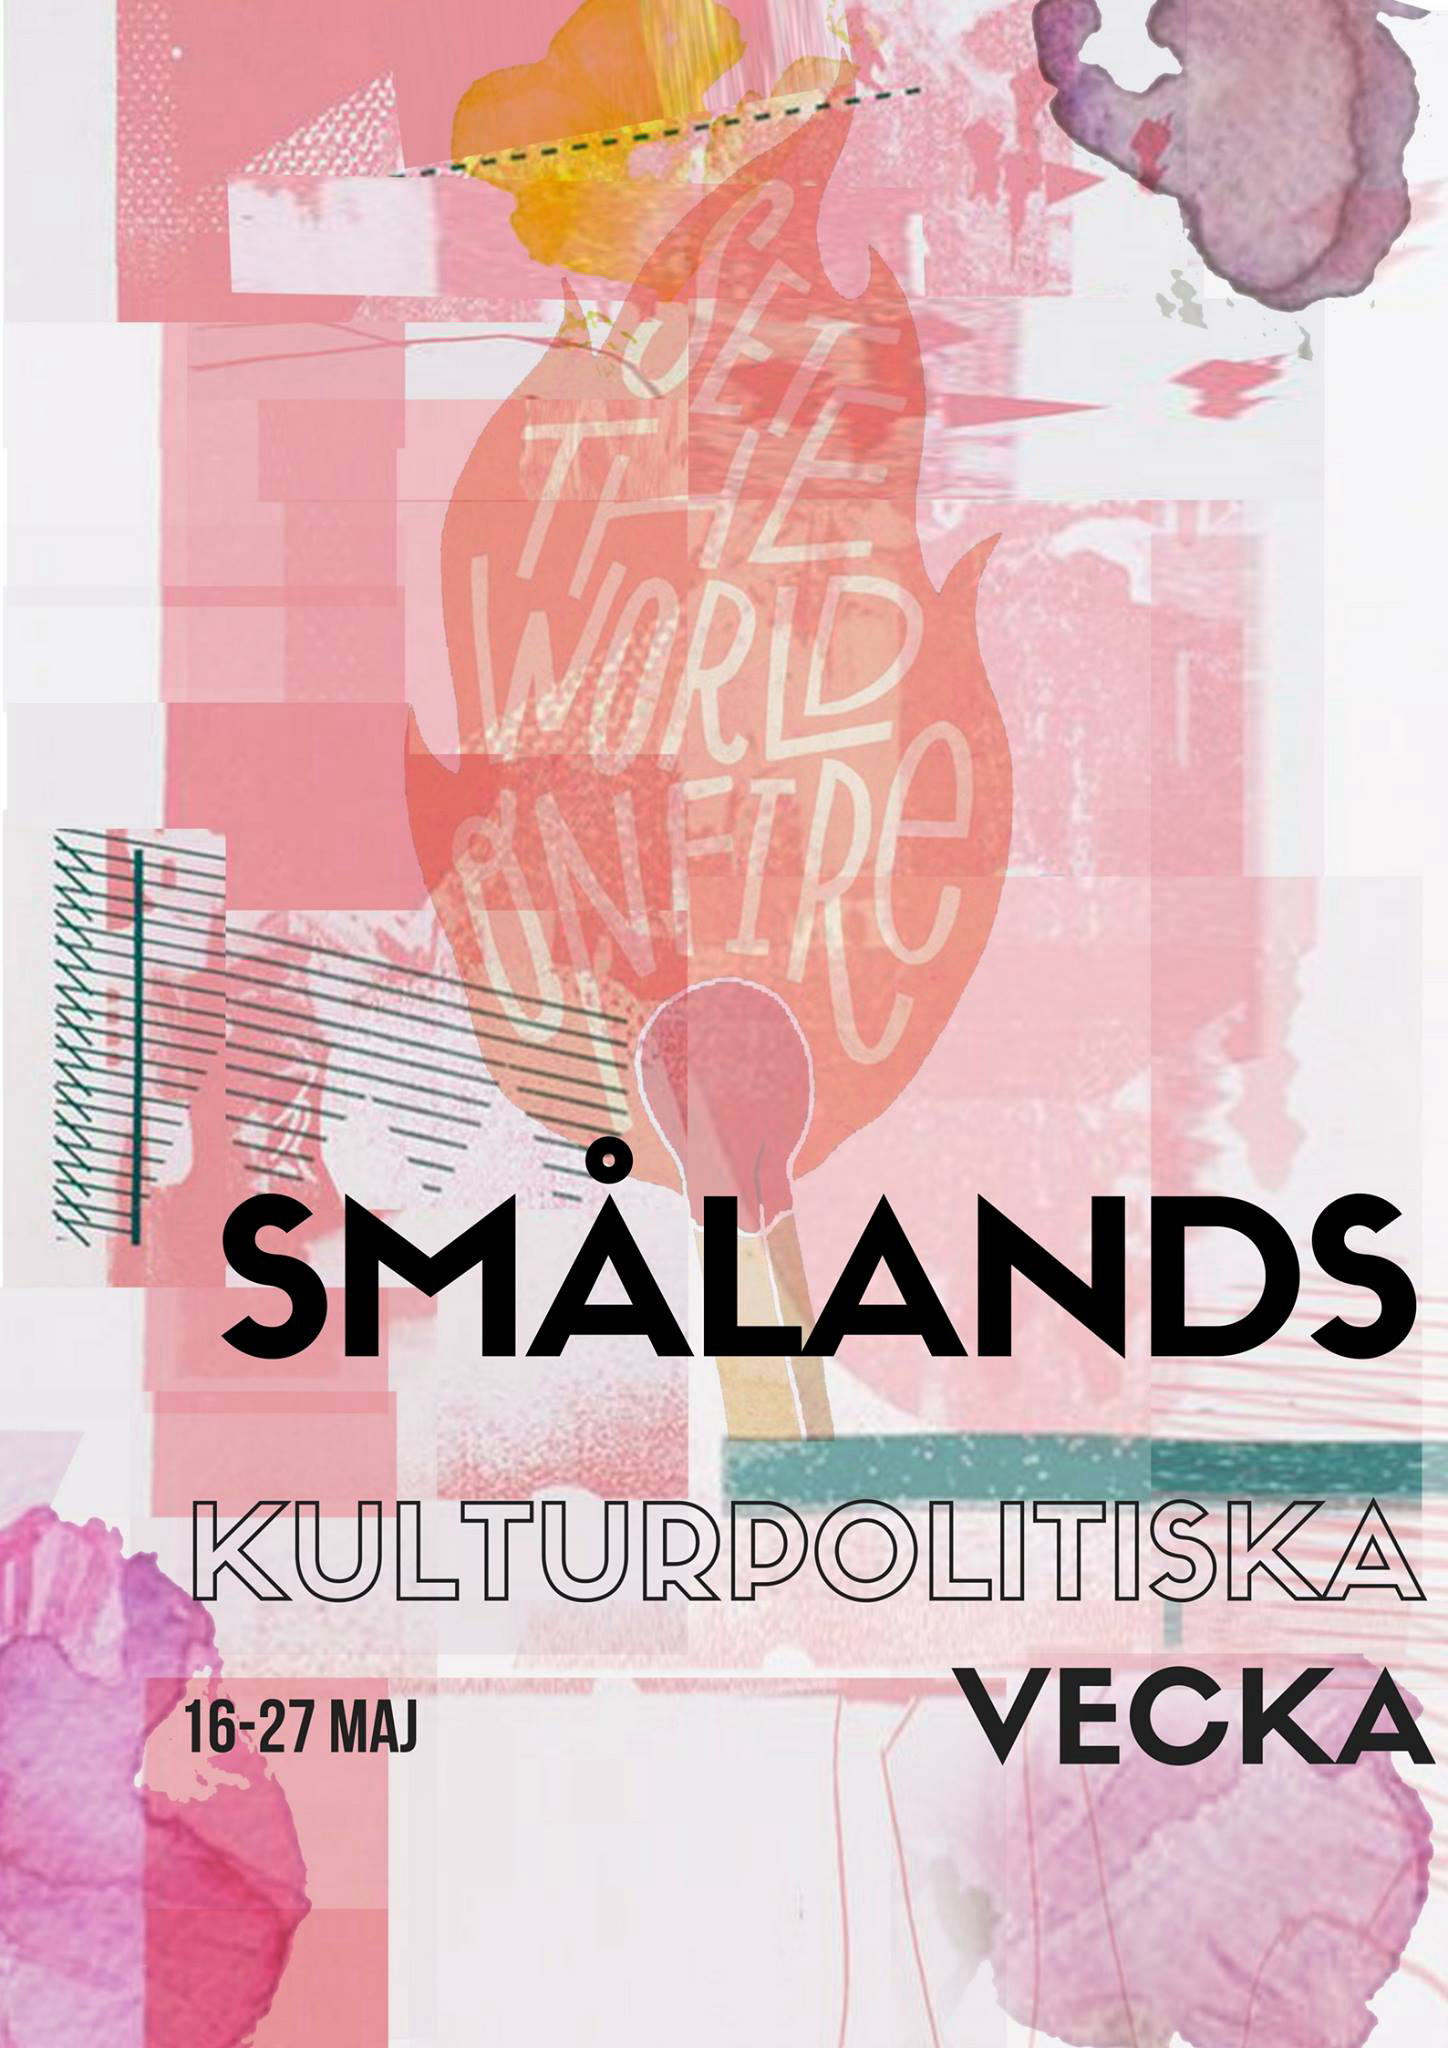 SET
THE
WORLD
ON FIRE
SMÅLANDS
KULTURPOLITISKA
16-27 MAJ
VECKA